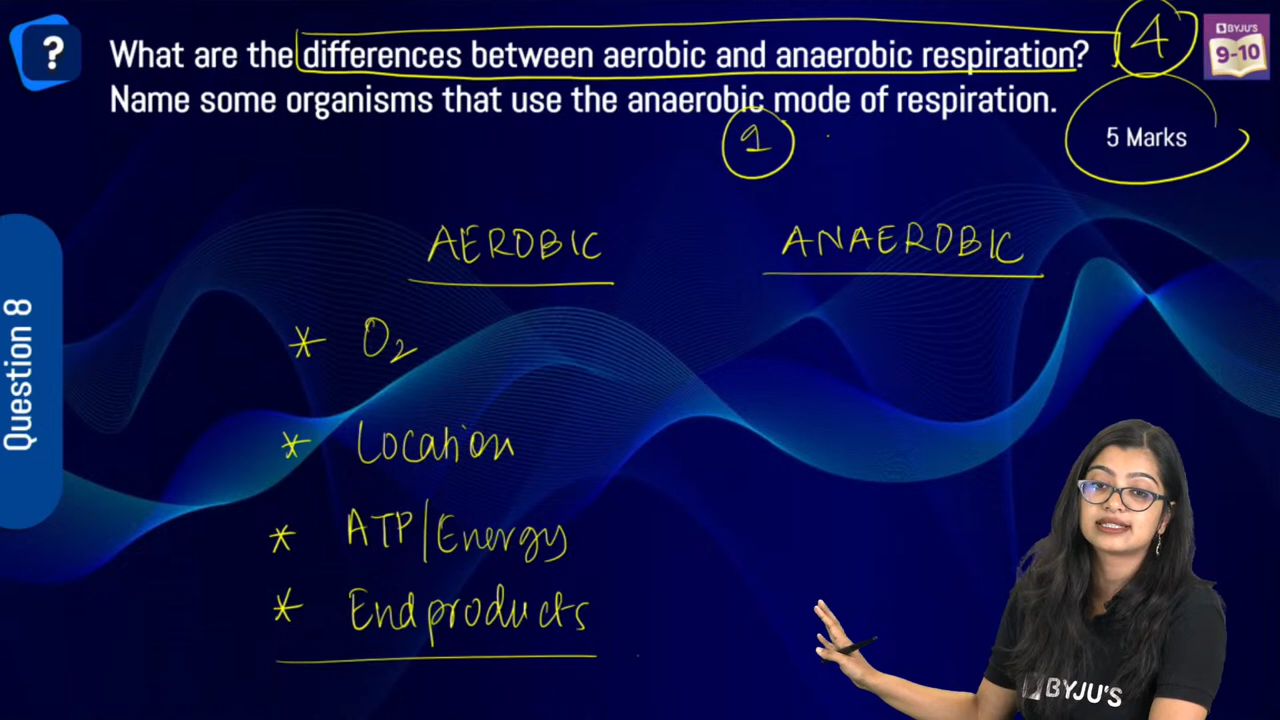 ?
What are the differences between aerobic and anaerobic respiration?
Name some organisms that use the anaerobic mode of respiration.
4
BYJU'S
9-10
1
5 Marks
Question 8
AEROBIC
ANAEROBIC
* O₂
* Location
* ATP/Energy
* End products
BYJU'S